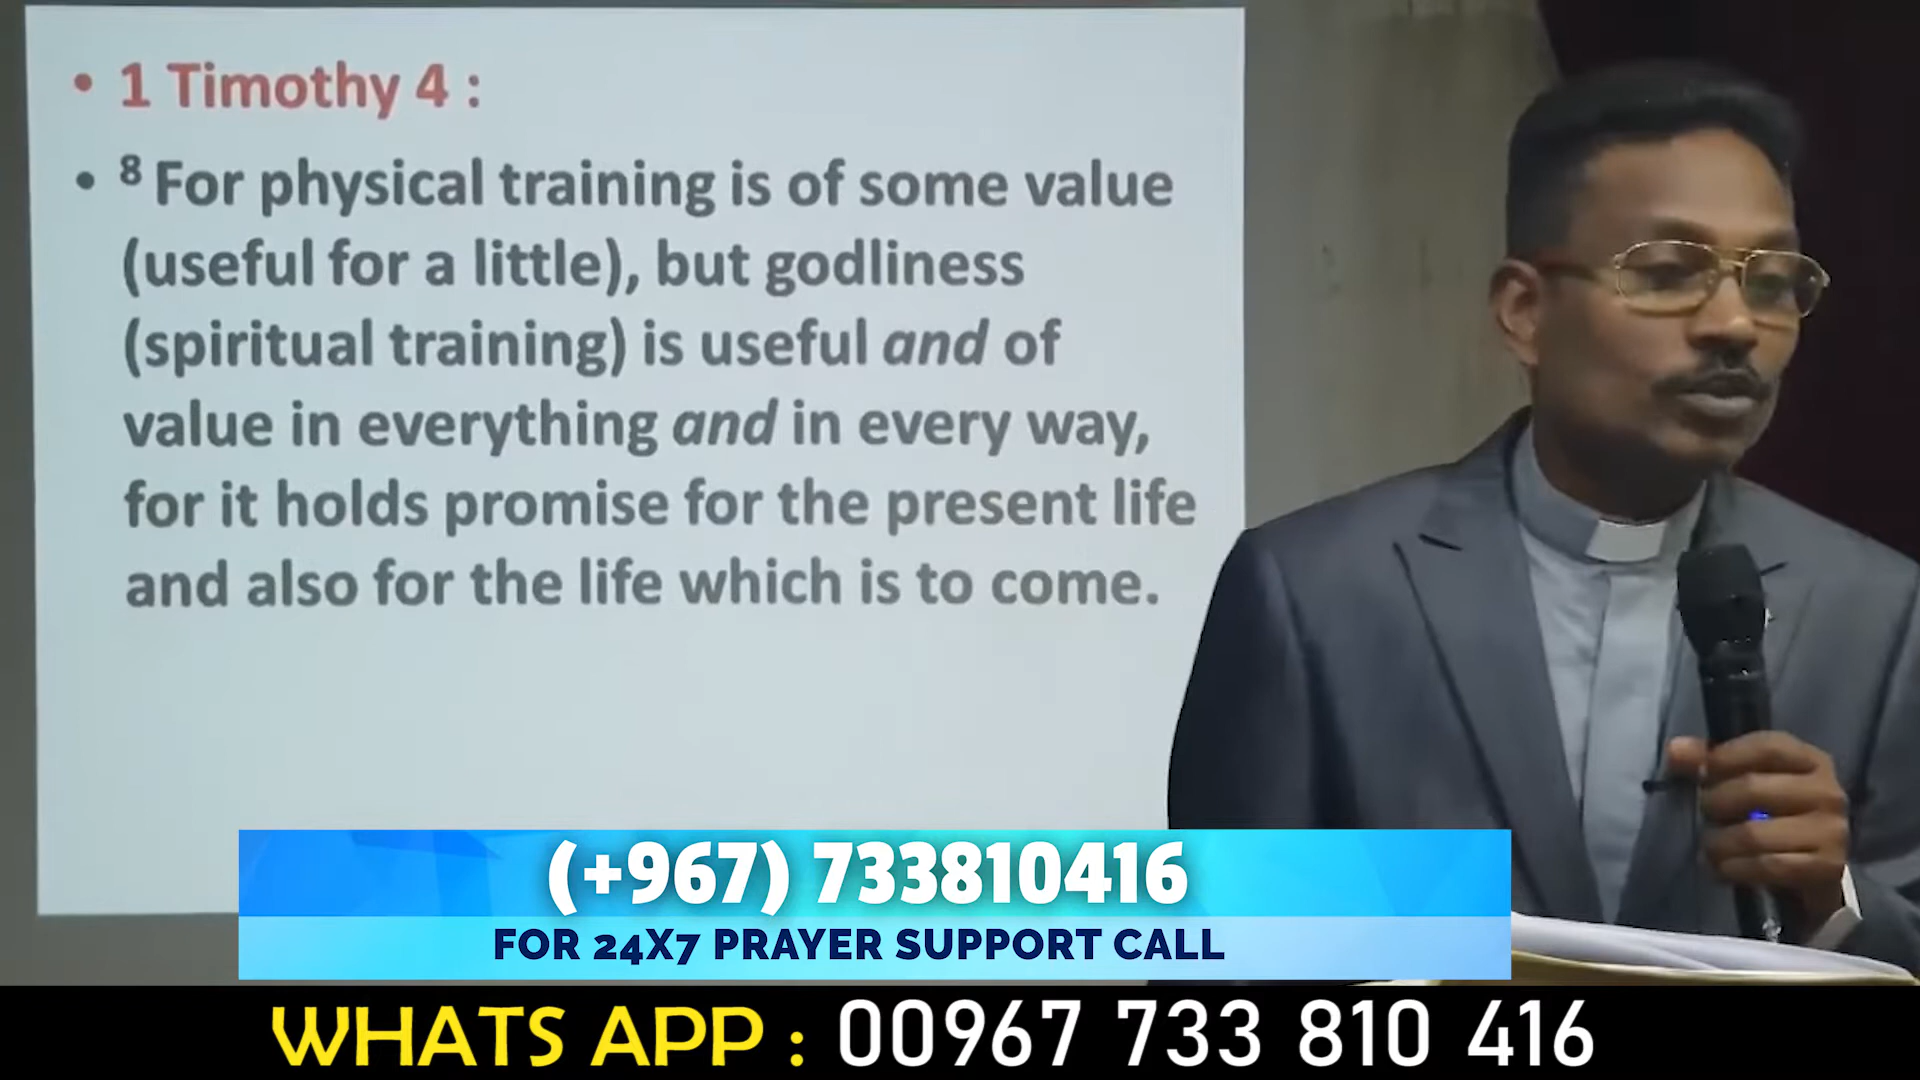 • 1 Timothy 4 :
• 8 For physical training is of some value
(useful for a little), but godliness
(spiritual training) is useful and of
value in everything and in every way,
for it holds promise for the present life
and also for the life which is to come.
(+967) 733810416
FOR 24X7 PRAYER SUPPORT CALL
WHATS APP : 00967 733 810 416